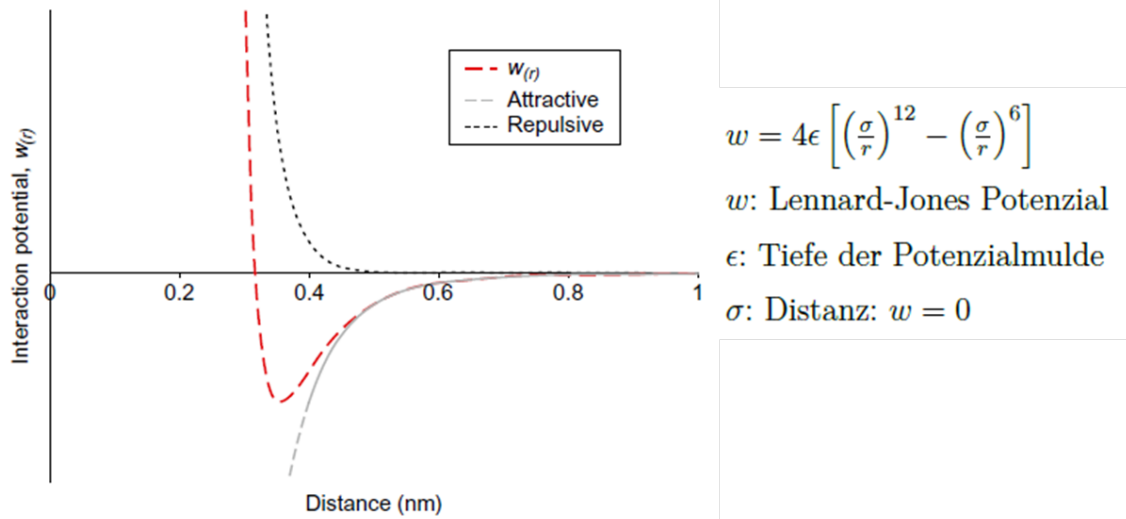 w(r)
Attractive
Repulsive
Interaction potential, w(r)
0
0.2
0.4
0.6
0.8
1
Distance (nm)
w = 4ϵ [(σ/r)^12 − (σ/r)^6]
w: Lennard-Jones Potenzial
ϵ: Tiefe der Potenzialmulde
σ: Distanz: w = 0